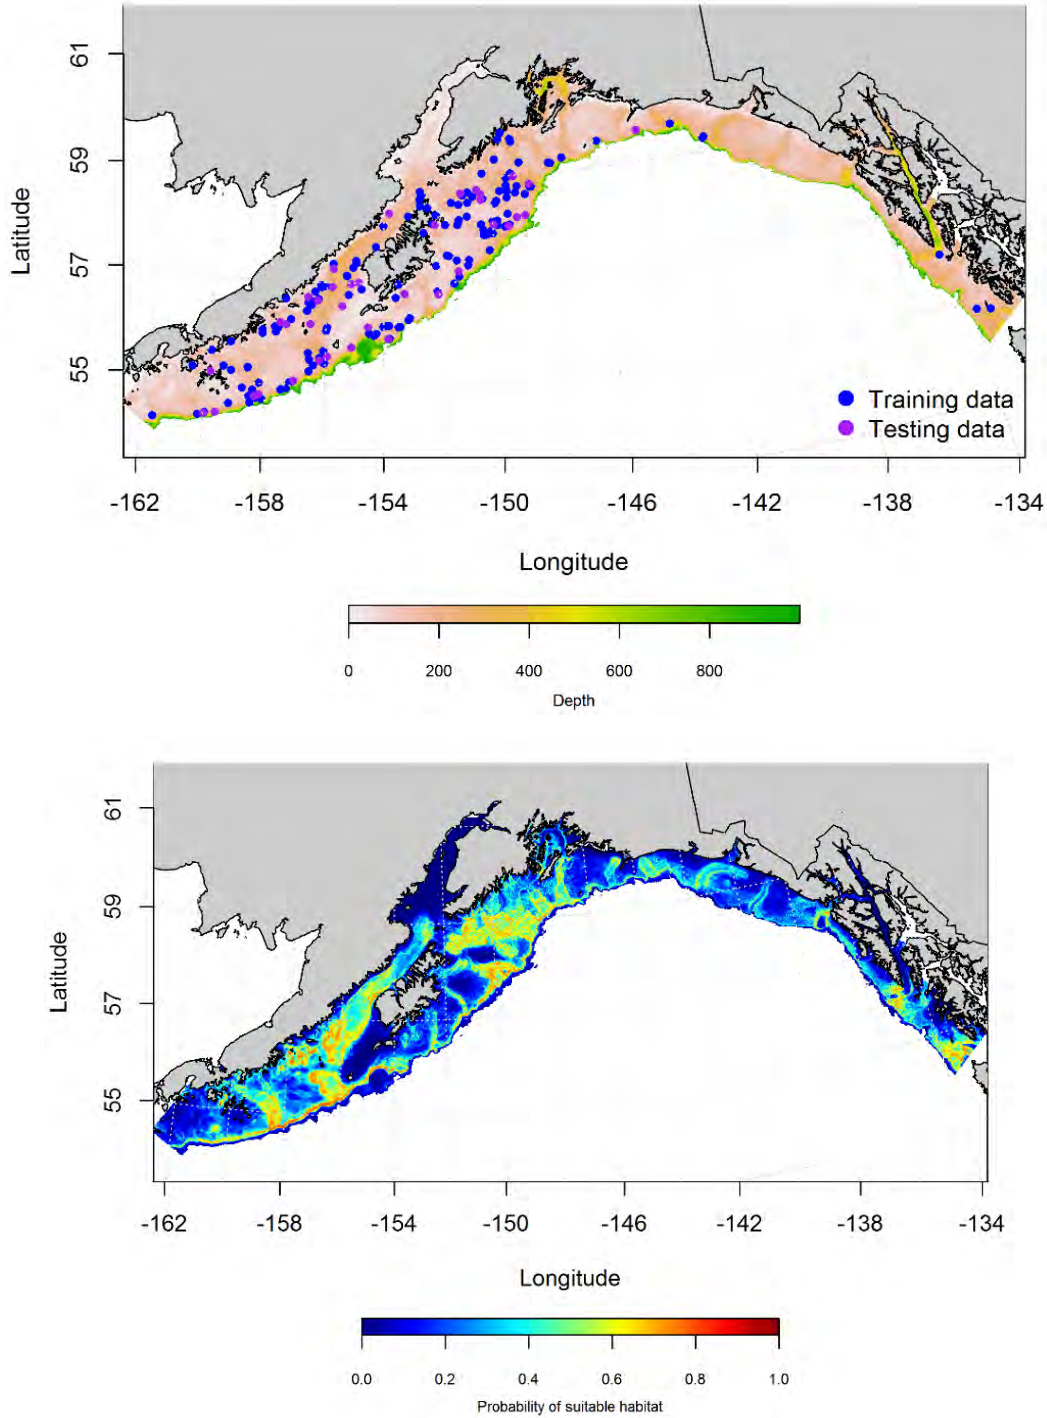 61
59
57
55
Latitude
Training data
Testing data
-162 -158 -154 -150 -146 -142 -138 -134
Longitude
0 200 400 600 800
Depth
61
59
57
55
Latitude
-162 -158 -154 -150 -146 -142 -138 -134
Longitude
0.0 0.2 0.4 0.6 0.8 1.0
Probability of suitable habitat